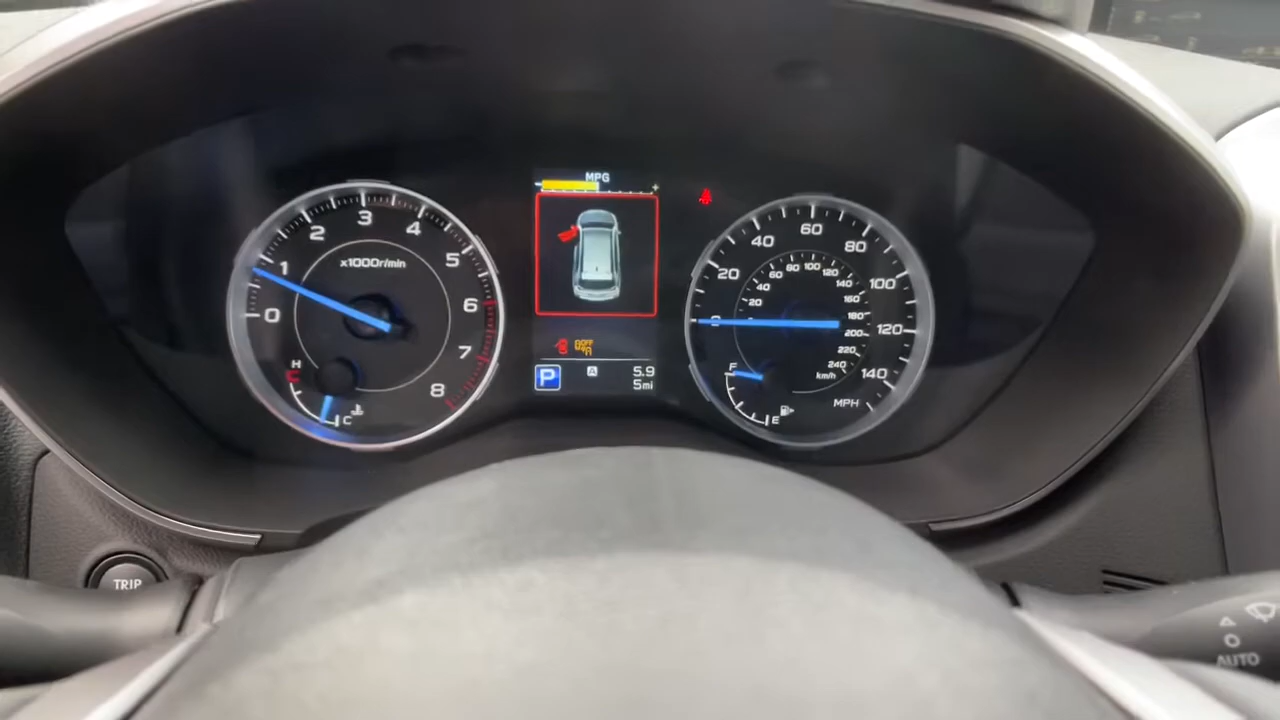 MPG
- +
0 1 2 3 4 5 6 7 8
x1000r/min
H
C
OFF
P A 5.9
5mi
20 40 60 80 100 120 140
20 40 60 80 100 120 140 160 180 200 220 240
km/h
MPH
F
E
TRIP
O
AUTO